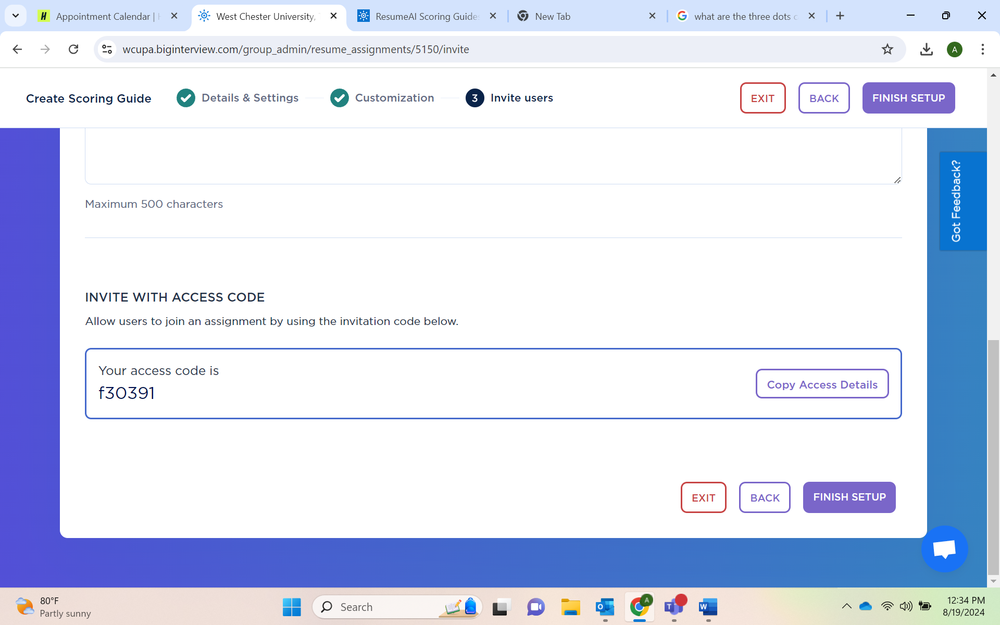 Appointment Calendar |
West Chester University,
ResumeAI Scoring Guides
New Tab
what are the three dots
wcupa.biginterview.com/group_admin/resume_assignments/5150/invite
A
Create Scoring Guide
Details & Settings
Customization
3
Invite users
EXIT
BACK
FINISH SETUP
Maximum 500 characters
Got Feedback?
INVITE WITH ACCESS CODE
Allow users to join an assignment by using the invitation code below.
Your access code is
f30391
Copy Access Details
EXIT
BACK
FINISH SETUP
80°F
Partly sunny
Search
A
12:34 PM
8/19/2024